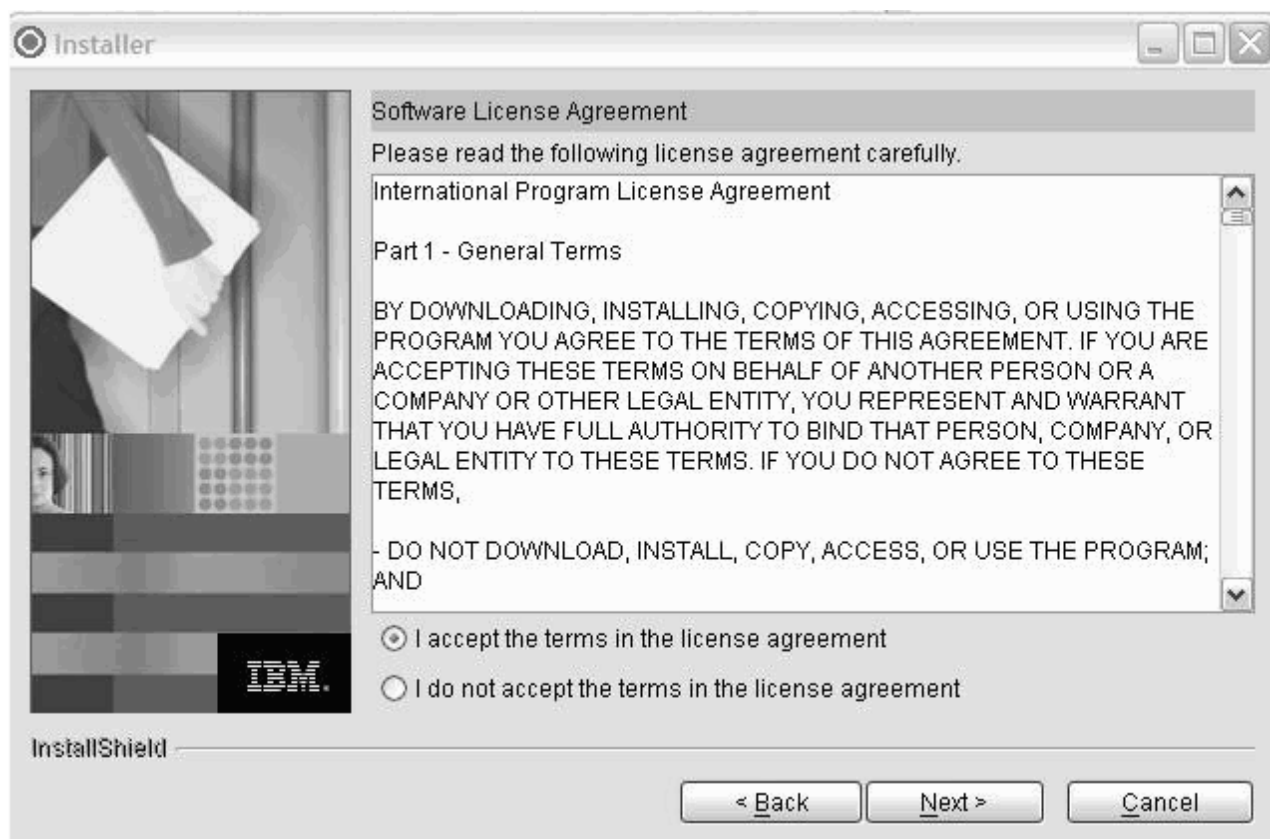 Installer
Software License Agreement
Please read the following license agreement carefully.
International Program License Agreement
Part 1 - General Terms
BY DOWNLOADING, INSTALLING, COPYING, ACCESSING, OR USING THE
PROGRAM YOU AGREE TO THE TERMS OF THIS AGREEMENT. IF YOU ARE
ACCEPTING THESE TERMS ON BEHALF OF ANOTHER PERSON OR A
COMPANY OR OTHER LEGAL ENTITY, YOU REPRESENT AND WARRANT
THAT YOU HAVE FULL AUTHORITY TO BIND THAT PERSON, COMPANY, OR
LEGAL ENTITY TO THESE TERMS. IF YOU DO NOT AGREE TO THESE
TERMS,
- DO NOT DOWNLOAD, INSTALL, COPY, ACCESS, OR USE THE PROGRAM;
AND
I accept the terms in the license agreement
I do not accept the terms in the license agreement
IBM.
InstallShield
< Back
Next >
Cancel